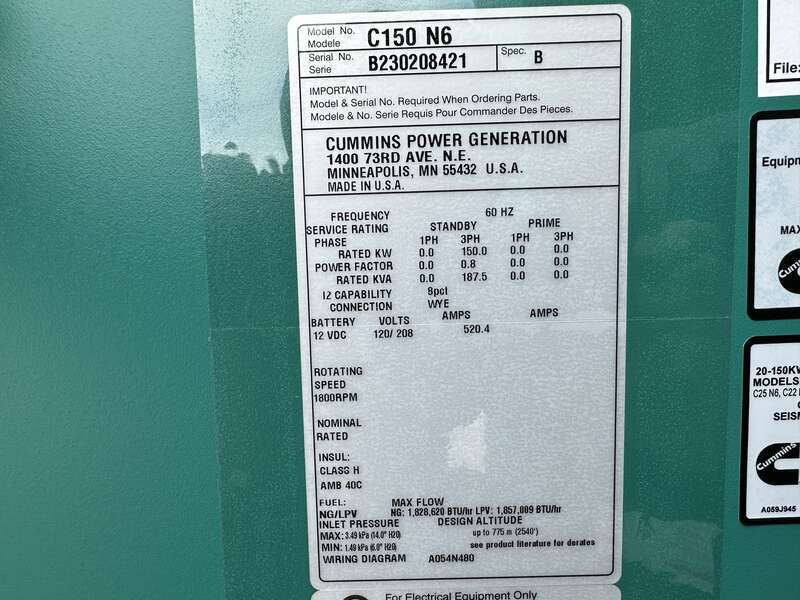 Model No. C150 N6
Modele
Serial No. B230208421 Spec. B
Serie
IMPORTANT!
Model & Serial No. Required When Ordering Parts.
Modele & No. Serie Requis Pour Commander Des Pieces.
CUMMINS POWER GENERATION
1400 73RD AVE. N.E.
MINNEAPOLIS, MN 55432 U.S.A.
MADE IN U.S.A.
FREQUENCY 60 HZ
SERVICE RATING STANDBY PRIME
PHASE 1PH 3PH 1PH 3PH
RATED KW 0.0 150.0 0.0 0.0
POWER FACTOR 0.0 0.8 0.0 0.0
RATED KVA 0.0 187.5 0.0 0.0
I2 CAPABILITY 8pct
CONNECTION WYE
BATTERY VOLTS AMPS AMPS
12 VDC 120/ 208 520.4
ROTATING
SPEED
1800RPM
NOMINAL
RATED
INSUL:
CLASS H
AMB 40C
FUEL: MAX FLOW
NG/LPV NG: 1,828,620 BTU/hr LPV: 1,857,009 BTU/hr
INLET PRESSURE DESIGN ALTITUDE
MAX: 3.49 kPa (14.0" H20) up to 775 m (2540')
MIN: 1.49 kPa (6.0" H20) see product literature for derates
WIRING DIAGRAM A054N480
For Electrical Equipment Only
File:
Equipm
MAX
Cummins
20-150KW
MODELS
C25 N6, C22
SEISM
Cummins
A059J945